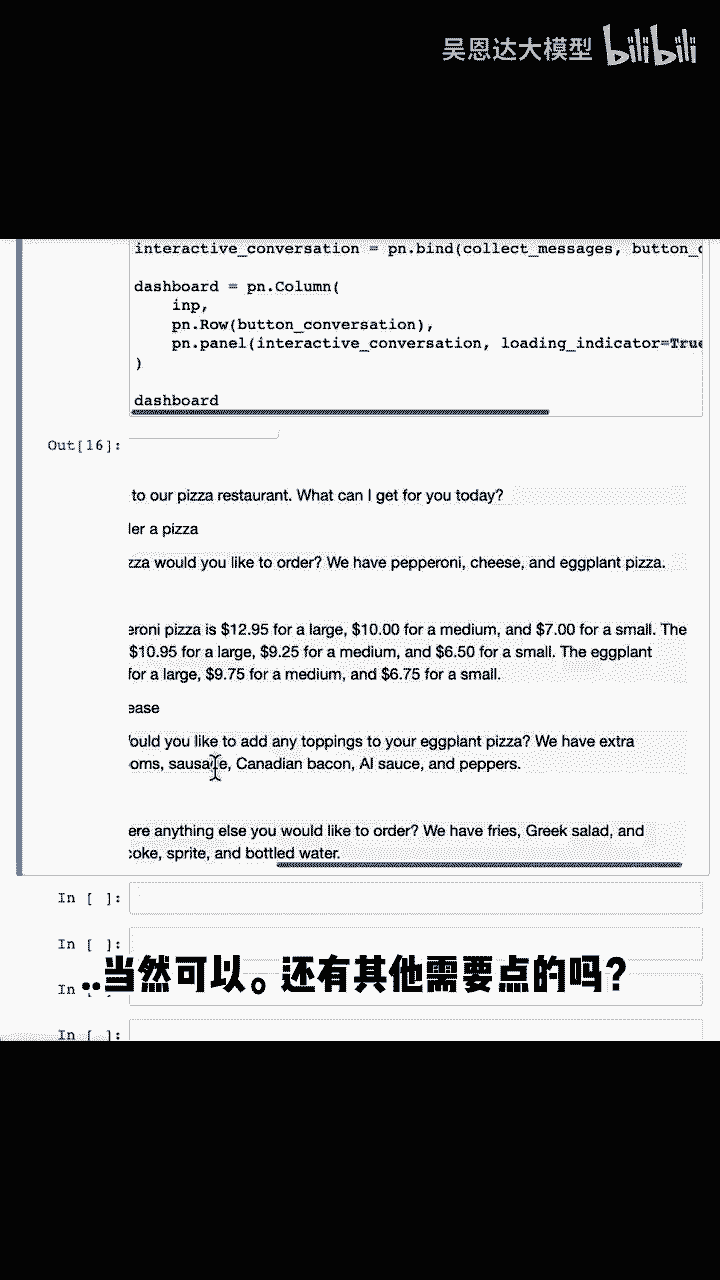 吴恩达大模型 bilibili
interactive_conversation = pn.bind(collect_messages, button_c
dashboard = pn.Column(
inp,
pn.Row(button_conversation),
pn.panel(interactive_conversation, loading_indicator=True
)
dashboard
Out[16]:
to our pizza restaurant. What can I get for you today?
der a pizza
zza would you like to order? We have pepperoni, cheese, and eggplant pizza.
eroni pizza is $12.95 for a large, $10.00 for a medium, and $7.00 for a small. The
$10.95 for a large, $9.25 for a medium, and $6.50 for a small. The eggplant
for a large, $9.75 for a medium, and $6.75 for a small.
ease
ould you like to add any toppings to your eggplant pizza? We have extra
oms, sausage, Canadian bacon, AI sauce, and peppers.
ere anything else you would like to order? We have fries, Greek salad, and
coke, sprite, and bottled water.
In [ ]:
In [ ]:
In [ ]:
..当然可以。还有其他需要点的吗?
In [ ]: